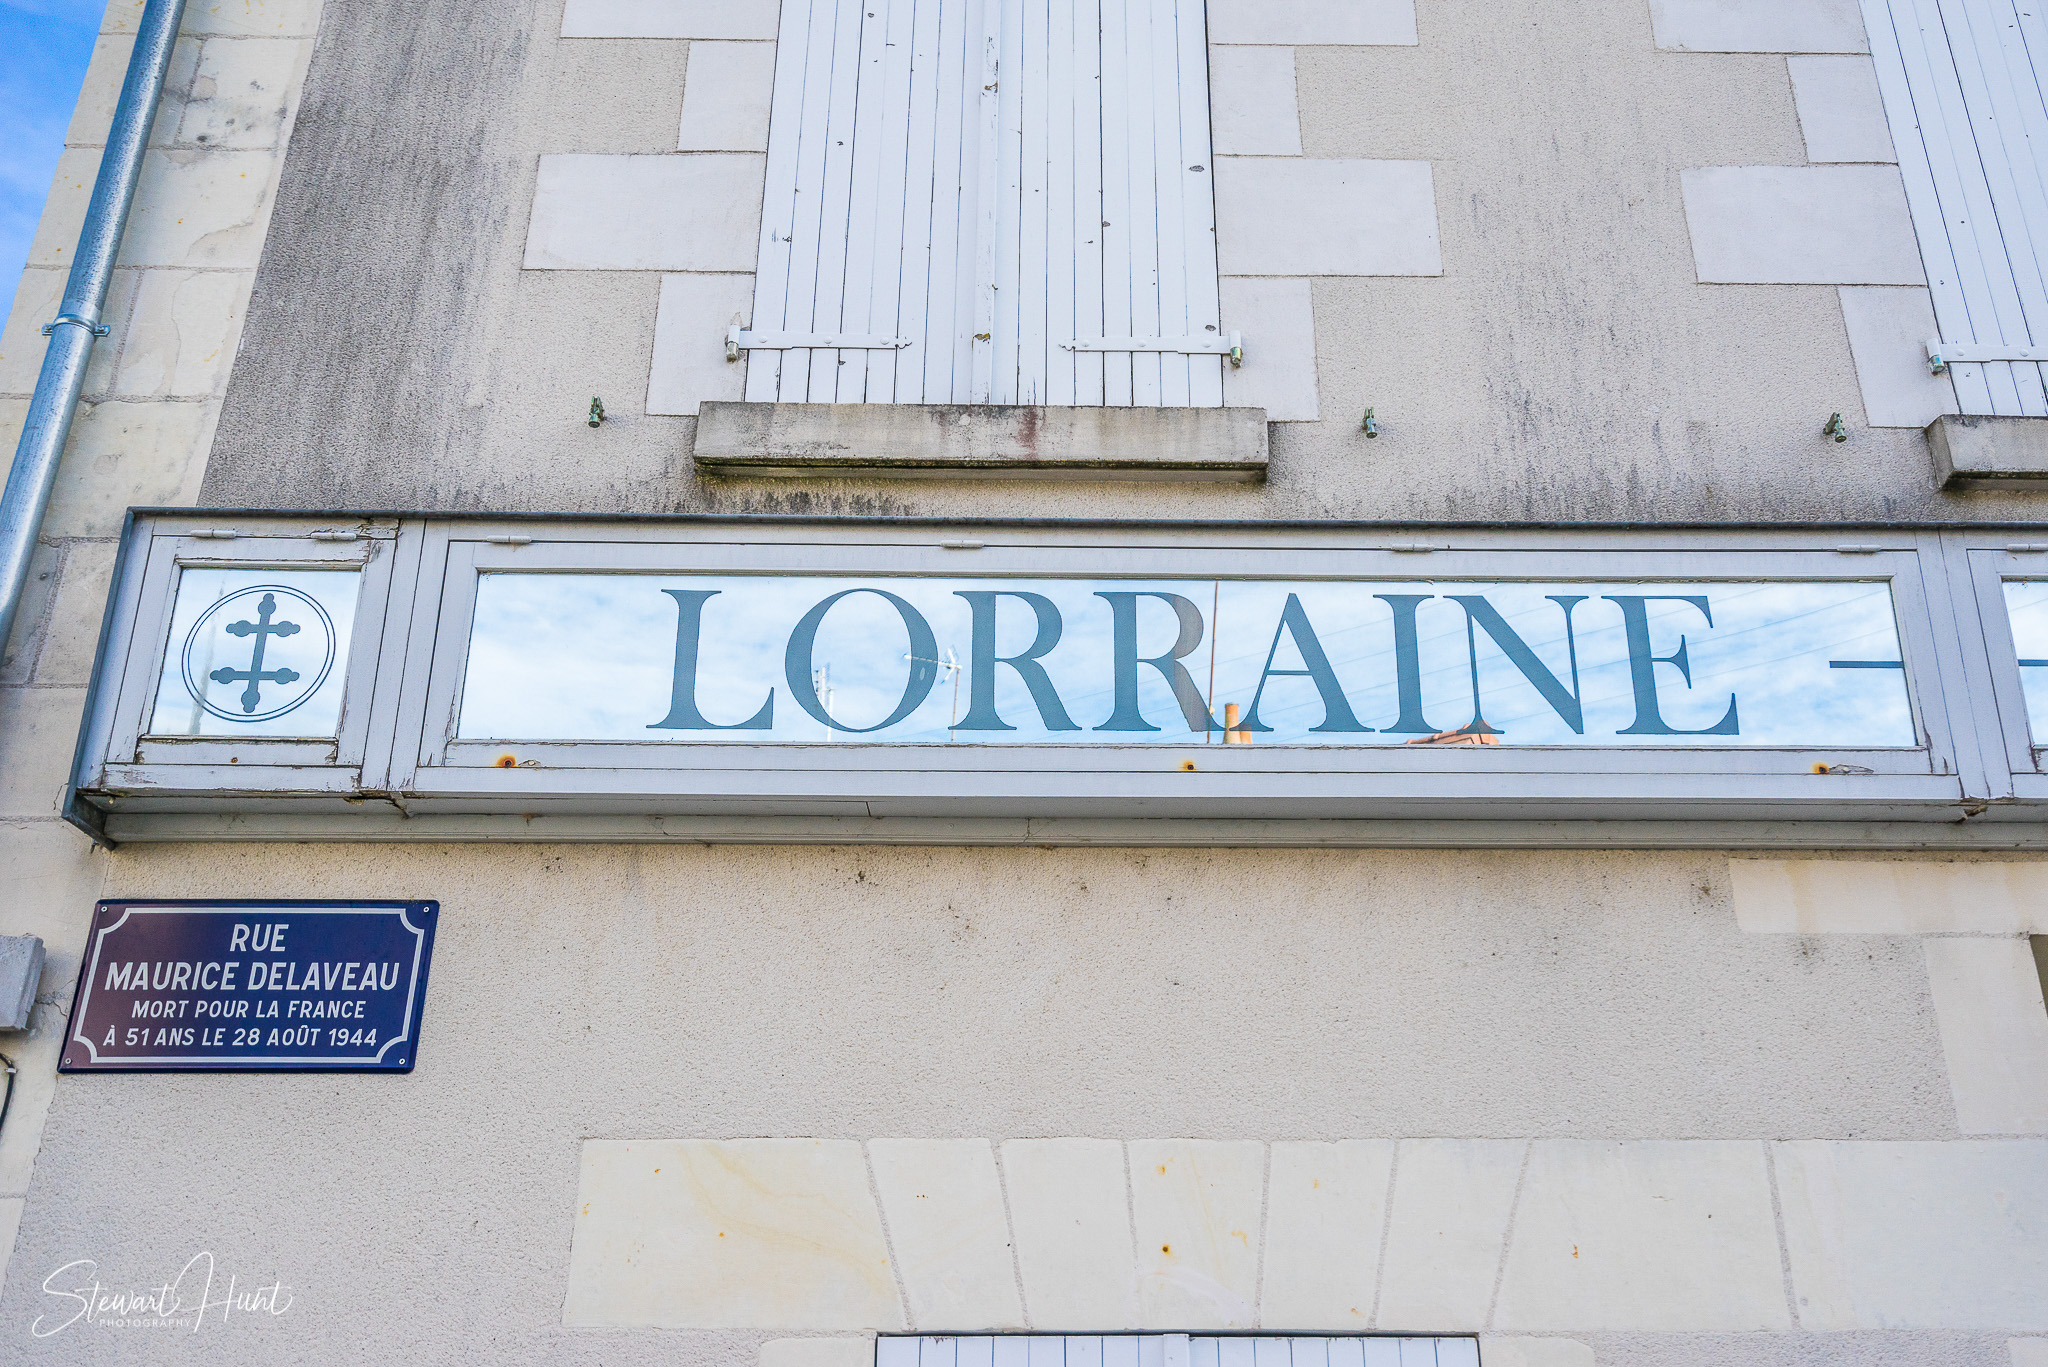 LORRAINE
RUE
MAURICE DELAVEAU
MORT POUR LA FRANCE
À 51 ANS LE 28 AOÛT 1944
Stewart Hunt
PHOTOGRAPHY